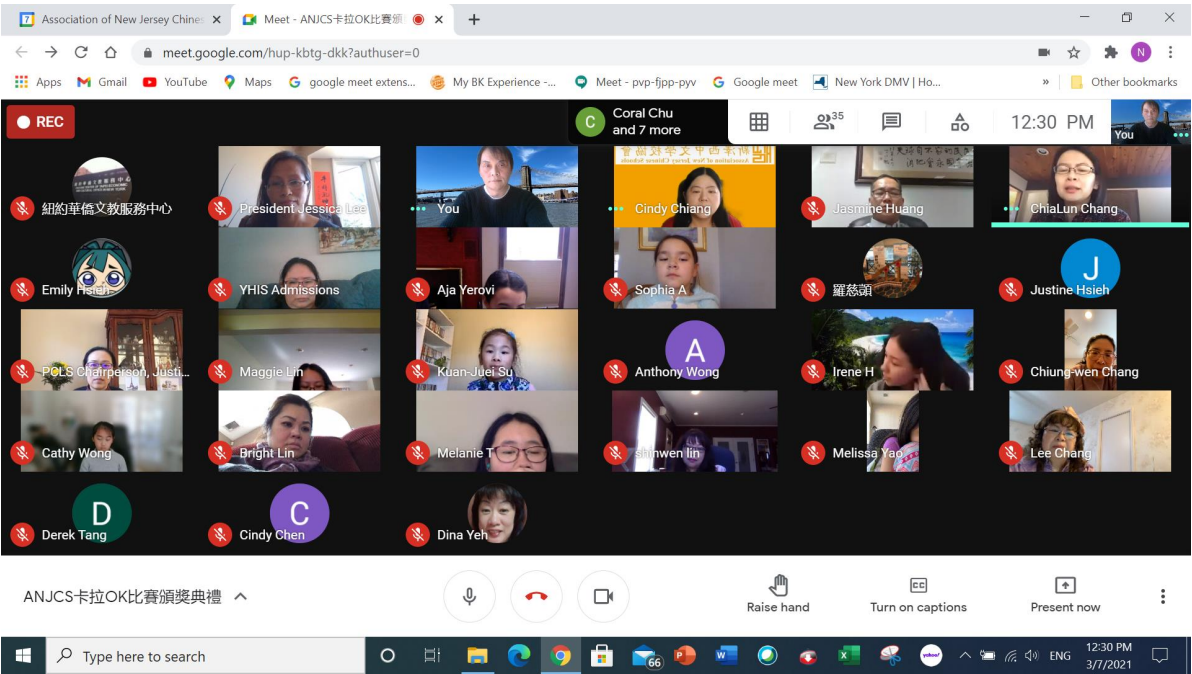 Association of New Jersey Chines
Meet - ANJCS卡拉OK比賽頒
meet.google.com/hup-kbtg-dkk?authuser=0
N
Apps
Gmail
YouTube
Maps
google meet extens...
My BK Experience -...
Meet - pvp-fjpp-pyv
Google meet
New York DMV | Ho...
»
Other bookmarks
REC
C
Coral Chu
and 7 more
35
12:30 PM
You
紐約華僑文教服務中心
President Jessica Lee
You
Cindy Chiang
Jasmine Huang
ChiaLun Chang
Emily Hsieh
YHIS Admissions
Aja Yerovi
Sophia A
羅慈顗
J
Justine Hsieh
PCLS Chairperson, Justi...
Maggie Lin
Kuan-Juei Su
A
Anthony Wong
Irene H
Chiung-wen Chang
Cathy Wong
Bright Lin
Melanie T
shinwen lin
Melissa Yao
Lee Chang
D
Derek Tang
C
Cindy Chen
Dina Yeh
ANJCS卡拉OK比賽頒獎典禮
Raise hand
Turn on captions
Present now
Type here to search
66
ENG
12:30 PM
3/7/2021